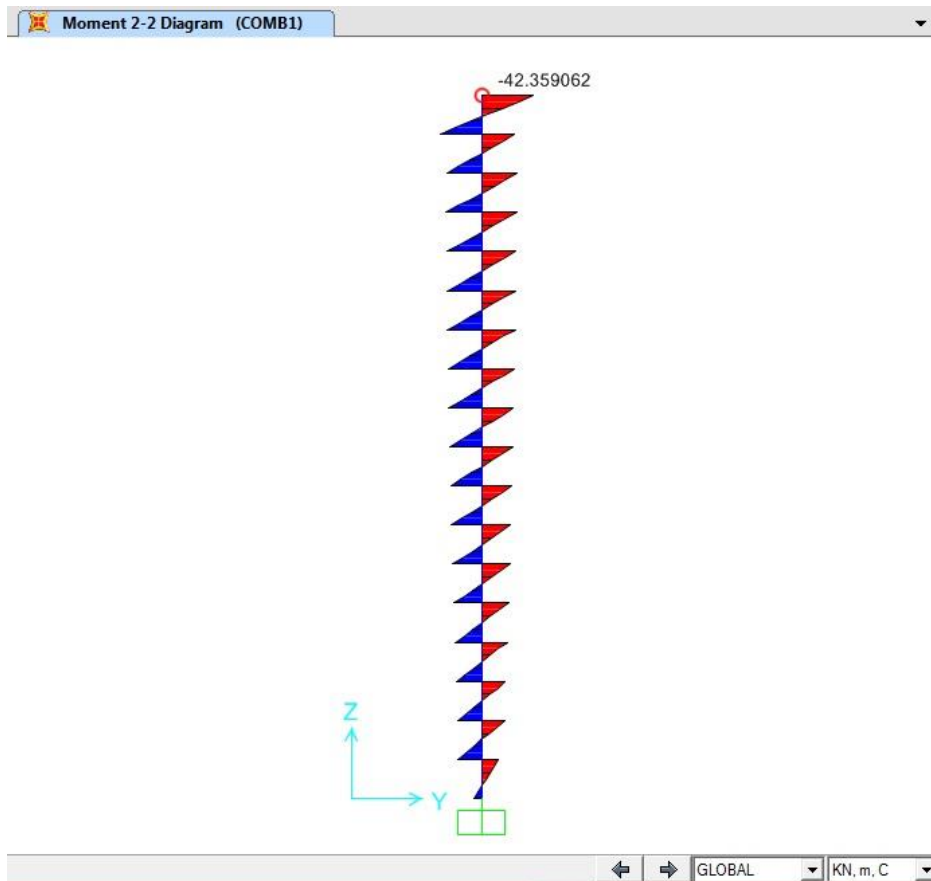 Moment 2-2 Diagram (COMB1)
-42.359062
Z
Y
GLOBAL
KN, m, C